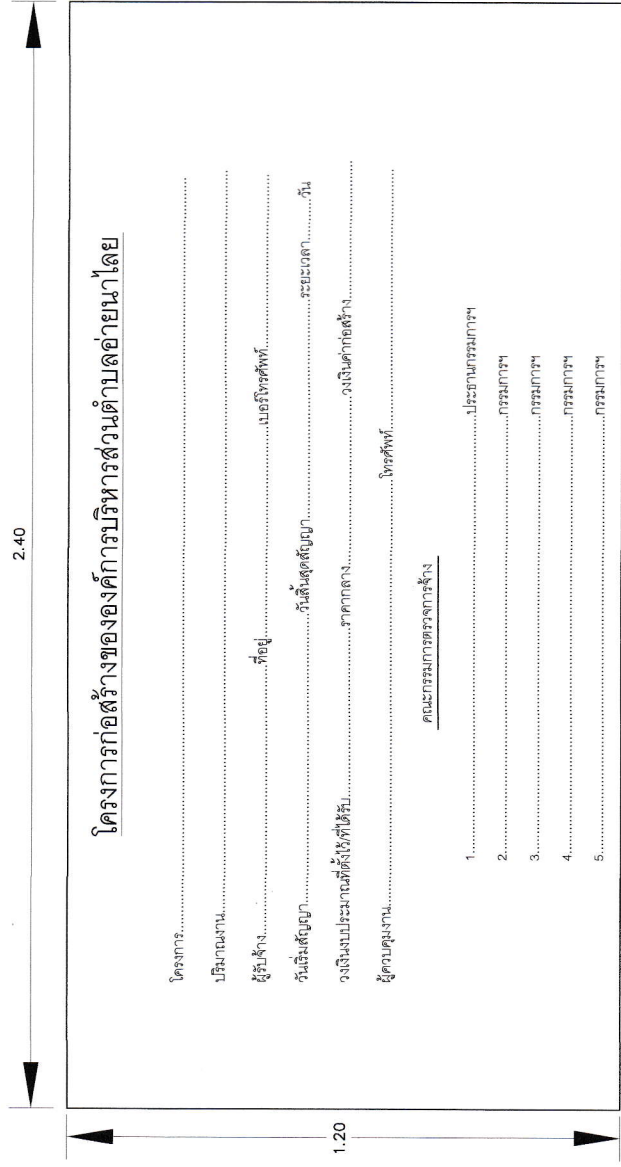 2.40
1.20
โครงการก่อสร้างขององค์การบริหารส่วนตำบลอ่ายนาไลย
โครงการ....................................................................................................
ปริมาณงาน....................................................................................................
ผู้รับจ้าง........................................ที่อยู่........................................เบอร์โทรศัพท์........................................
วันเริ่มสัญญา........................................วันสิ้นสุดสัญญา........................................ระยะเวลา............วัน
วงเงินงบประมาณที่ตั้งไว้/ที่ได้รับ........................................ราคากลาง........................................วงเงินค่าก่อสร้าง..............................
ผู้ควบคุมงาน........................................โทรศัพท์........................................
คณะกรรมการตรวจการจ้าง
1............................................................ประธานกรรมการฯ
2............................................................กรรมการฯ
3............................................................กรรมการฯ
4............................................................กรรมการฯ
5............................................................กรรมการฯ